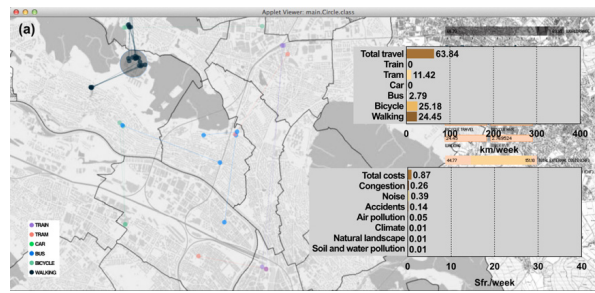 Applet Viewer: main.Circle.class
(a)
Total travel 63.84
Train 0
Tram 11.42
Car 0
Bus 2.79
Bicycle 25.18
Walking 24.45
0 100 200 300 400
km/week
44.77
Total costs 0.87
Congestion 0.26
Noise 0.39
Accidents 0.14
Air pollution 0.05
Climate 0.01
Natural landscape 0.01
Soil and water pollution 0.01
0 10 20 30 40
Sfr./week
TRAIN
TRAM
CAR
BUS
BICYCLE
WALKING